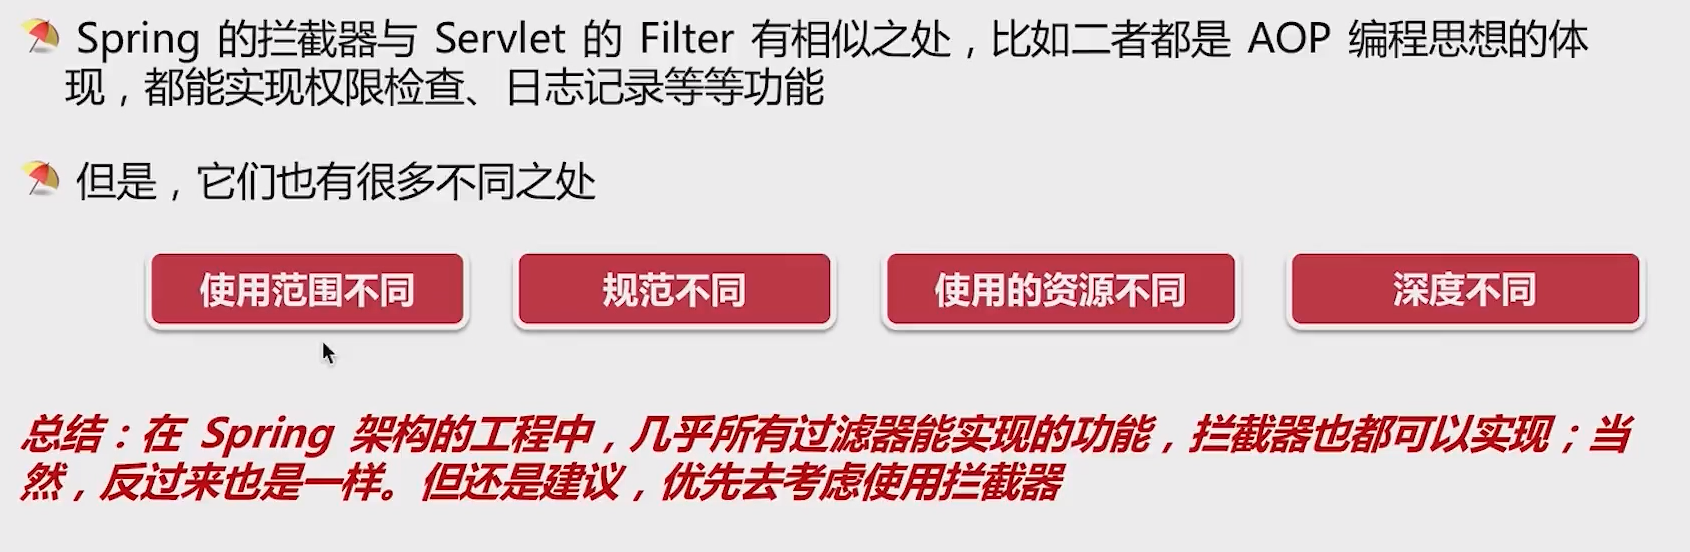 Spring 的拦截器与 Servlet 的 Filter 有相似之处，比如二者都是 AOP 编程思想的体
现，都能实现权限检查、日志记录等等功能
但是，它们也有很多不同之处
使用范围不同
规范不同
使用的资源不同
深度不同
总结：在 Spring 架构的工程中，几乎所有过滤器能实现的功能，拦截器也都可以实现；当
然，反过来也是一样。但还是建议，优先去考虑使用拦截器